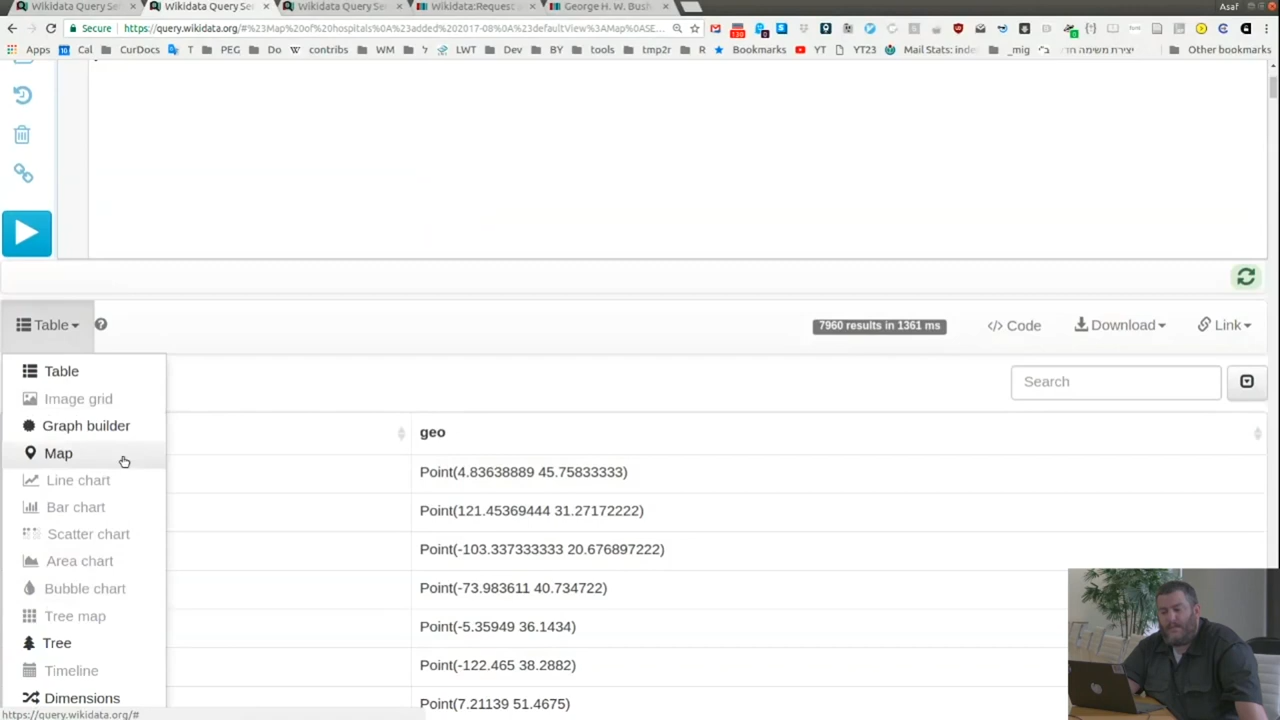 Wikidata Query Se
Wikidata Query Se
Wikidata Query Se
Wikidata:Request
George H. W. Bush
Asaf
Secure
https://query.wikidata.org/#%23Map%20of%20hospitals%0A%23added%202017-08%0A%23defaultView%3AMap%0ASE...
Apps
Cal
CurDocs
T
PEG
Do
contribs
WM
ל
LWT
Dev
BY
tools
tmp2r
R
Bookmarks
YT
YT23
Mail Stats: inde
_mig
יצירת משימה חד
Other bookmarks
Table
7960 results in 1361 ms
</> Code
Download
Link
Table
Image grid
Graph builder
Map
Line chart
Bar chart
Scatter chart
Area chart
Bubble chart
Tree map
Tree
Timeline
Dimensions
Search
geo
Point(4.83638889 45.75833333)
Point(121.45369444 31.27172222)
Point(-103.337333333 20.676897222)
Point(-73.983611 40.734722)
Point(-5.35949 36.1434)
Point(-122.465 38.2882)
Point(7.21139 51.4675)
https://query.wikidata.org/#